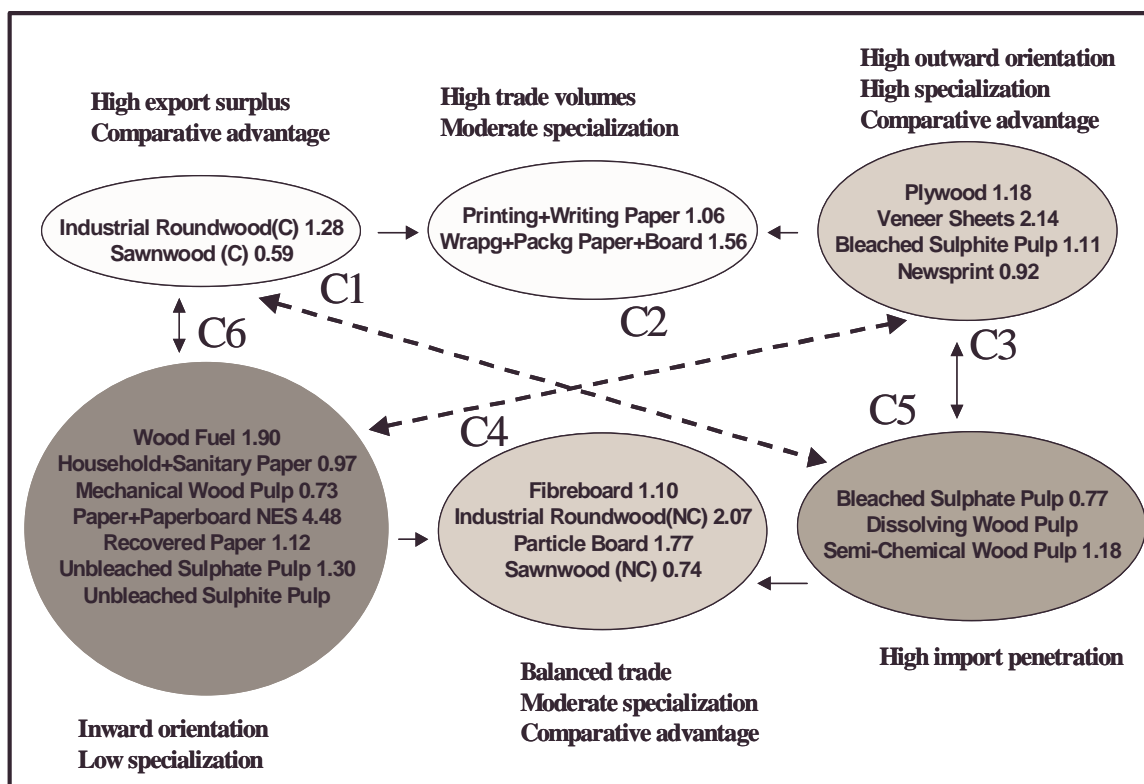 High export surplus
Comparative advantage
High trade volumes
Moderate specialization
High outward orientation
High specialization
Comparative advantage
Industrial Roundwood(C) 1.28
Sawnwood (C) 0.59
Printing+Writing Paper 1.06
Wrapg+Packg Paper+Board 1.56
Plywood 1.18
Veneer Sheets 2.14
Bleached Sulphite Pulp 1.11
Newsprint 0.92
C1
C2
C3
C6
C4
C5
Wood Fuel 1.90
Household+Sanitary Paper 0.97
Mechanical Wood Pulp 0.73
Paper+Paperboard NES 4.48
Recovered Paper 1.12
Unbleached Sulphate Pulp 1.30
Unbleached Sulphite Pulp
Fibreboard 1.10
Industrial Roundwood(NC) 2.07
Particle Board 1.77
Sawnwood (NC) 0.74
Bleached Sulphate Pulp 0.77
Dissolving Wood Pulp
Semi-Chemical Wood Pulp 1.18
Inward orientation
Low specialization
Balanced trade
Moderate specialization
Comparative advantage
High import penetration